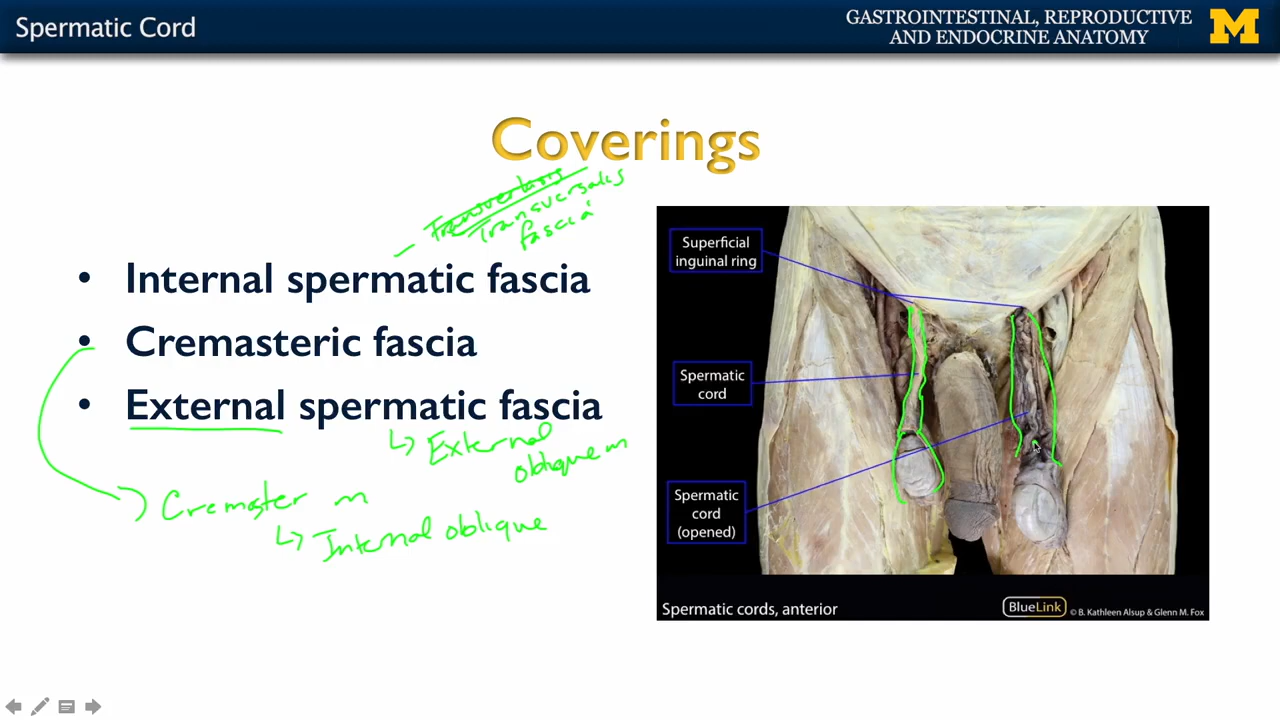 Spermatic Cord
GASTROINTESTINAL, REPRODUCTIVE
AND ENDOCRINE ANATOMY
M
Coverings
Transversalis
fascia
• Internal spermatic fascia
• Cremasteric fascia
• External spermatic fascia
External
oblique m
Cremaster m
Internal oblique
Superficial
inguinal ring
Spermatic
cord
Spermatic
cord
(opened)
Spermatic cords, anterior
BlueLink
© B. Kathleen Alsup & Glenn M. Fox